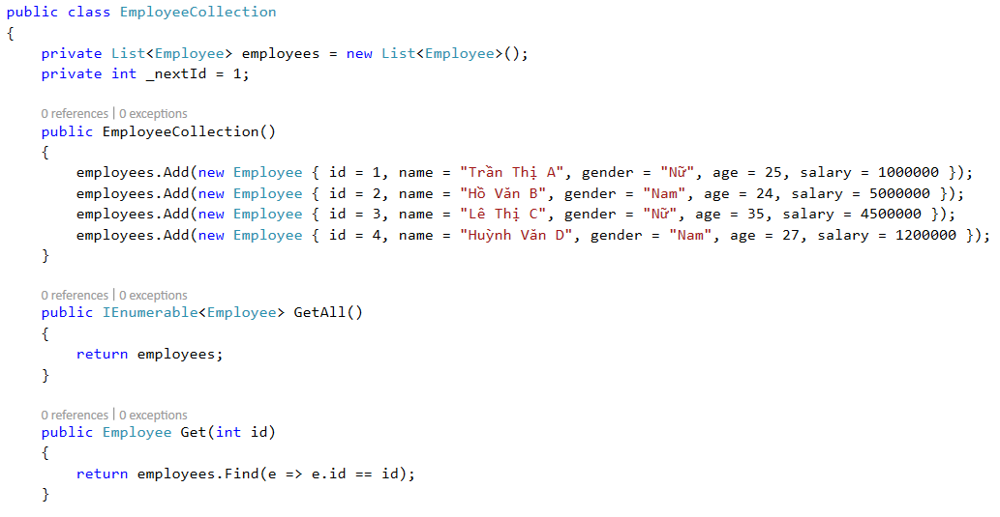 public class EmployeeCollection
{
    private List<Employee> employees = new List<Employee>();
    private int _nextId = 1;

    0 references | 0 exceptions
    public EmployeeCollection()
    {
        employees.Add(new Employee { id = 1, name = "Trần Thị A", gender = "Nữ", age = 25, salary = 1000000 });
        employees.Add(new Employee { id = 2, name = "Hồ Văn B", gender = "Nam", age = 24, salary = 5000000 });
        employees.Add(new Employee { id = 3, name = "Lê Thị C", gender = "Nữ", age = 35, salary = 4500000 });
        employees.Add(new Employee { id = 4, name = "Huỳnh Văn D", gender = "Nam", age = 27, salary = 1200000 });
    }

    0 references | 0 exceptions
    public IEnumerable<Employee> GetAll()
    {
        return employees;
    }

    0 references | 0 exceptions
    public Employee Get(int id)
    {
        return employees.Find(e => e.id == id);
    }